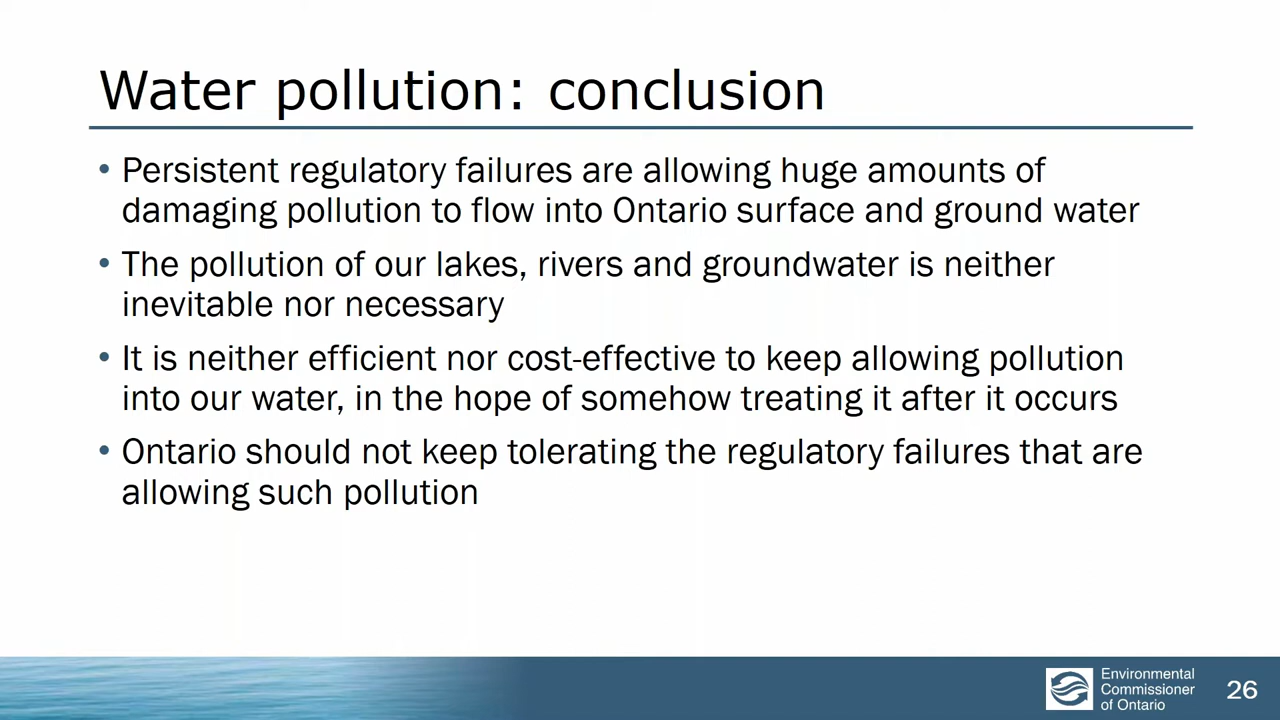 Water pollution: conclusion
• Persistent regulatory failures are allowing huge amounts of
damaging pollution to flow into Ontario surface and ground water
• The pollution of our lakes, rivers and groundwater is neither
inevitable nor necessary
• It is neither efficient nor cost-effective to keep allowing pollution
into our water, in the hope of somehow treating it after it occurs
• Ontario should not keep tolerating the regulatory failures that are
allowing such pollution
Environmental
Commissioner
of Ontario
26